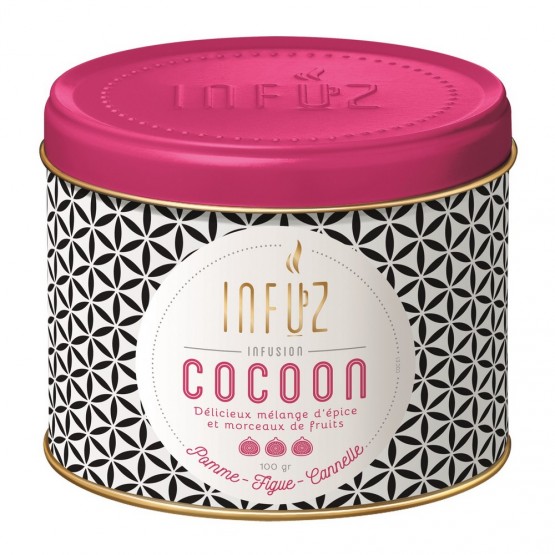 INFUZ
INFUZ
INFUSION
COCOON
Délicieux mélange d'épice
et morceaux de fruits
100 gr
Pomme - Figue - Cannelle